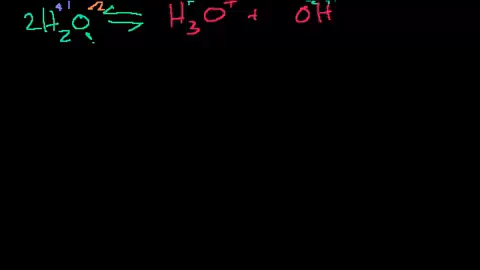 2H₂O ⇌ H₃O⁺ + OH